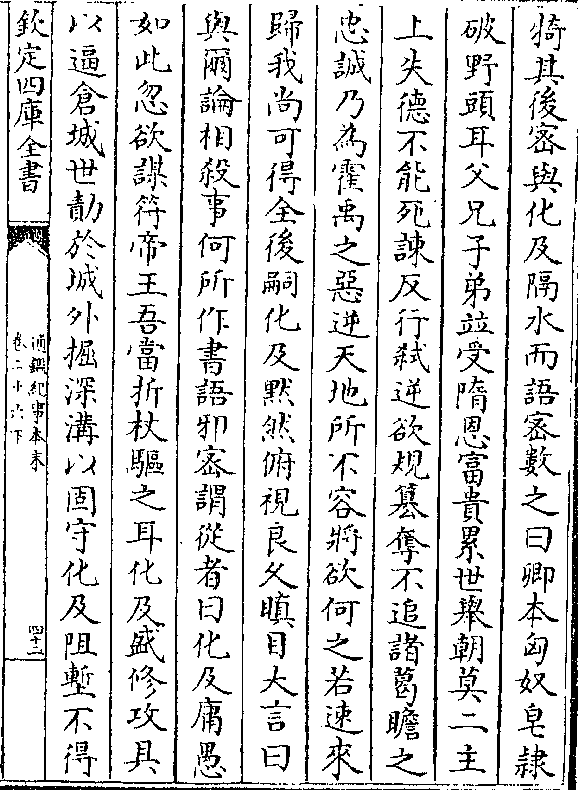 掎其後密與化及隔水而語密數之曰卿本匈奴皂隸
破野頭耳父兄子弟竝受隋恩富貴累世舉朝莫二主
上失德不能死諫反行弑逆欲規簒奪不追諸葛瞻之
忠誠乃為霍禹之惡逆天地所不容將欲何之若速來
歸我尚可得全後嗣化及默然俯視良乆瞋目大言曰
與爾論相殺事何所作書語邪密謂從者曰化及庸愚
如此忽欲謀符帝王吾當折杖驅之耳化及盛修攻具
以逼倉城世勣於城外掘深溝以固守化及阻塹不得
欽定四庫全書
通鑑紀事本末
卷二十六下
四十三